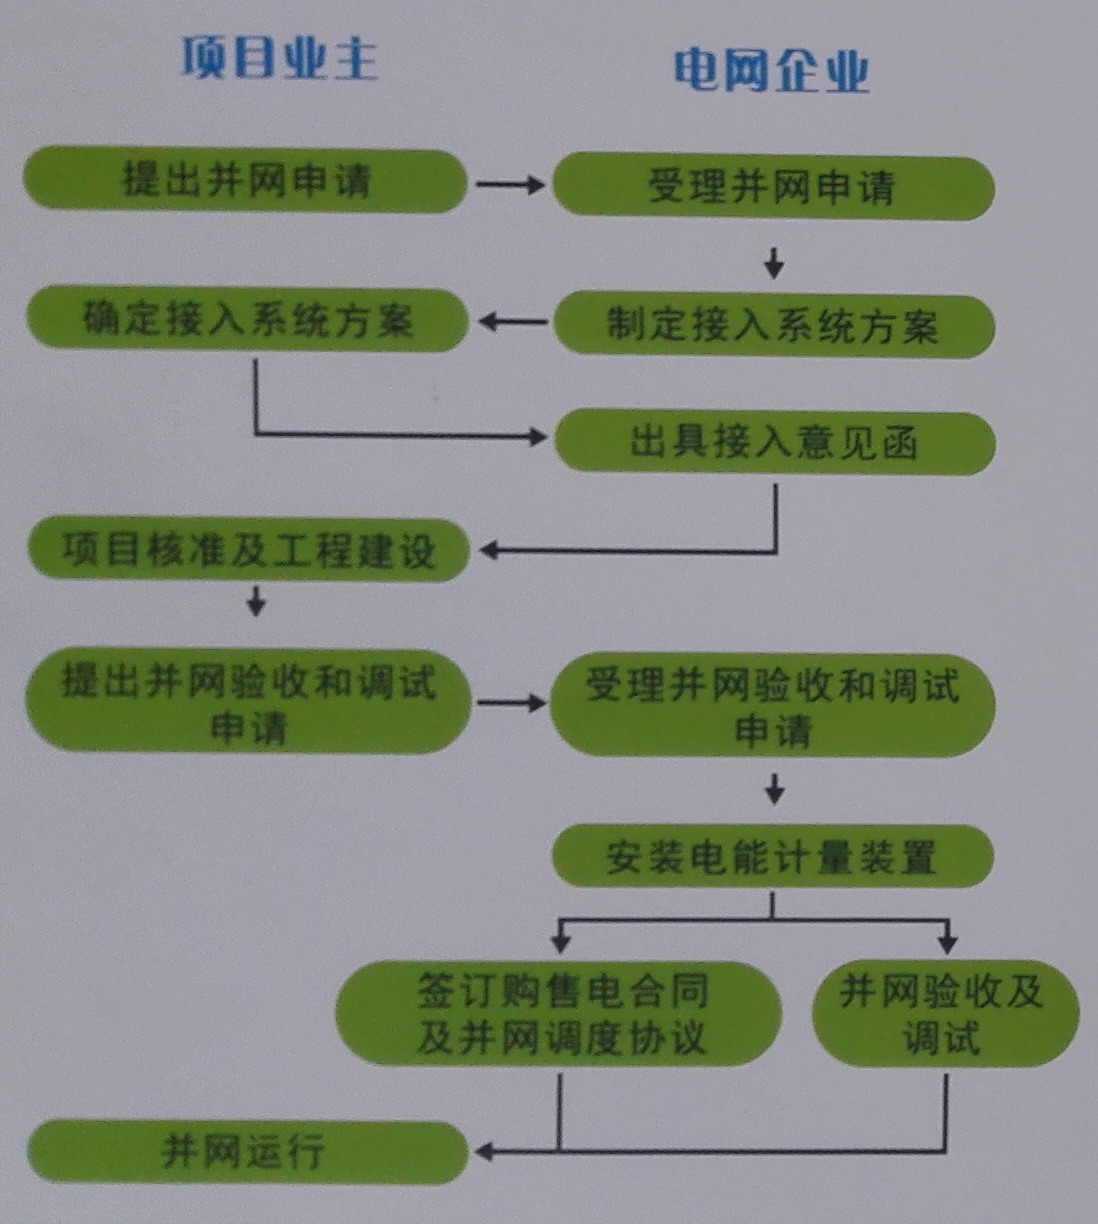 项目业主
电网企业
提出并网申请
受理并网申请
确定接入系统方案
制定接入系统方案
出具接入意见函
项目核准及工程建设
提出并网验收和调试
申请
受理并网验收和调试
申请
安装电能计量装置
签订购售电合同
及并网调度协议
并网验收及
调试
并网运行